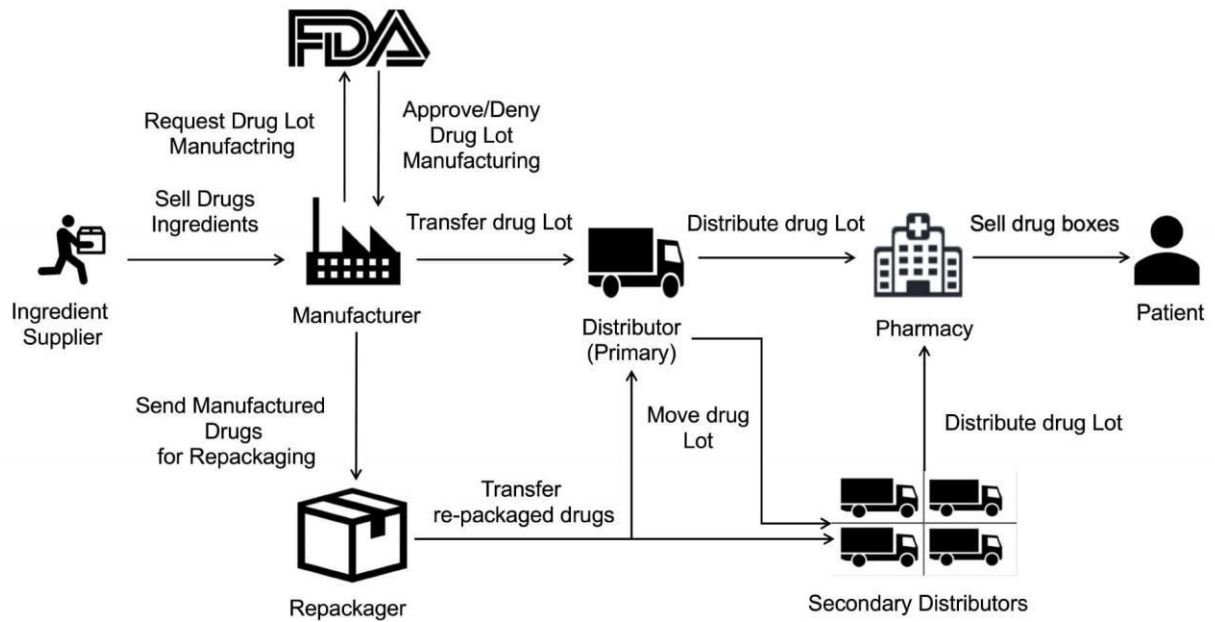 FDA
Request Drug Lot
Manufactring
Approve/Deny
Drug Lot
Manufacturing
Sell Drugs
Ingredients
Transfer drug Lot
Distribute drug Lot
Sell drug boxes
Ingredient
Supplier
Manufacturer
Distributor
(Primary)
Pharmacy
Patient
Send Manufactured
Drugs
for Repackaging
Move drug
Lot
Distribute drug Lot
Transfer
re-packaged drugs
Repackager
Secondary Distributors